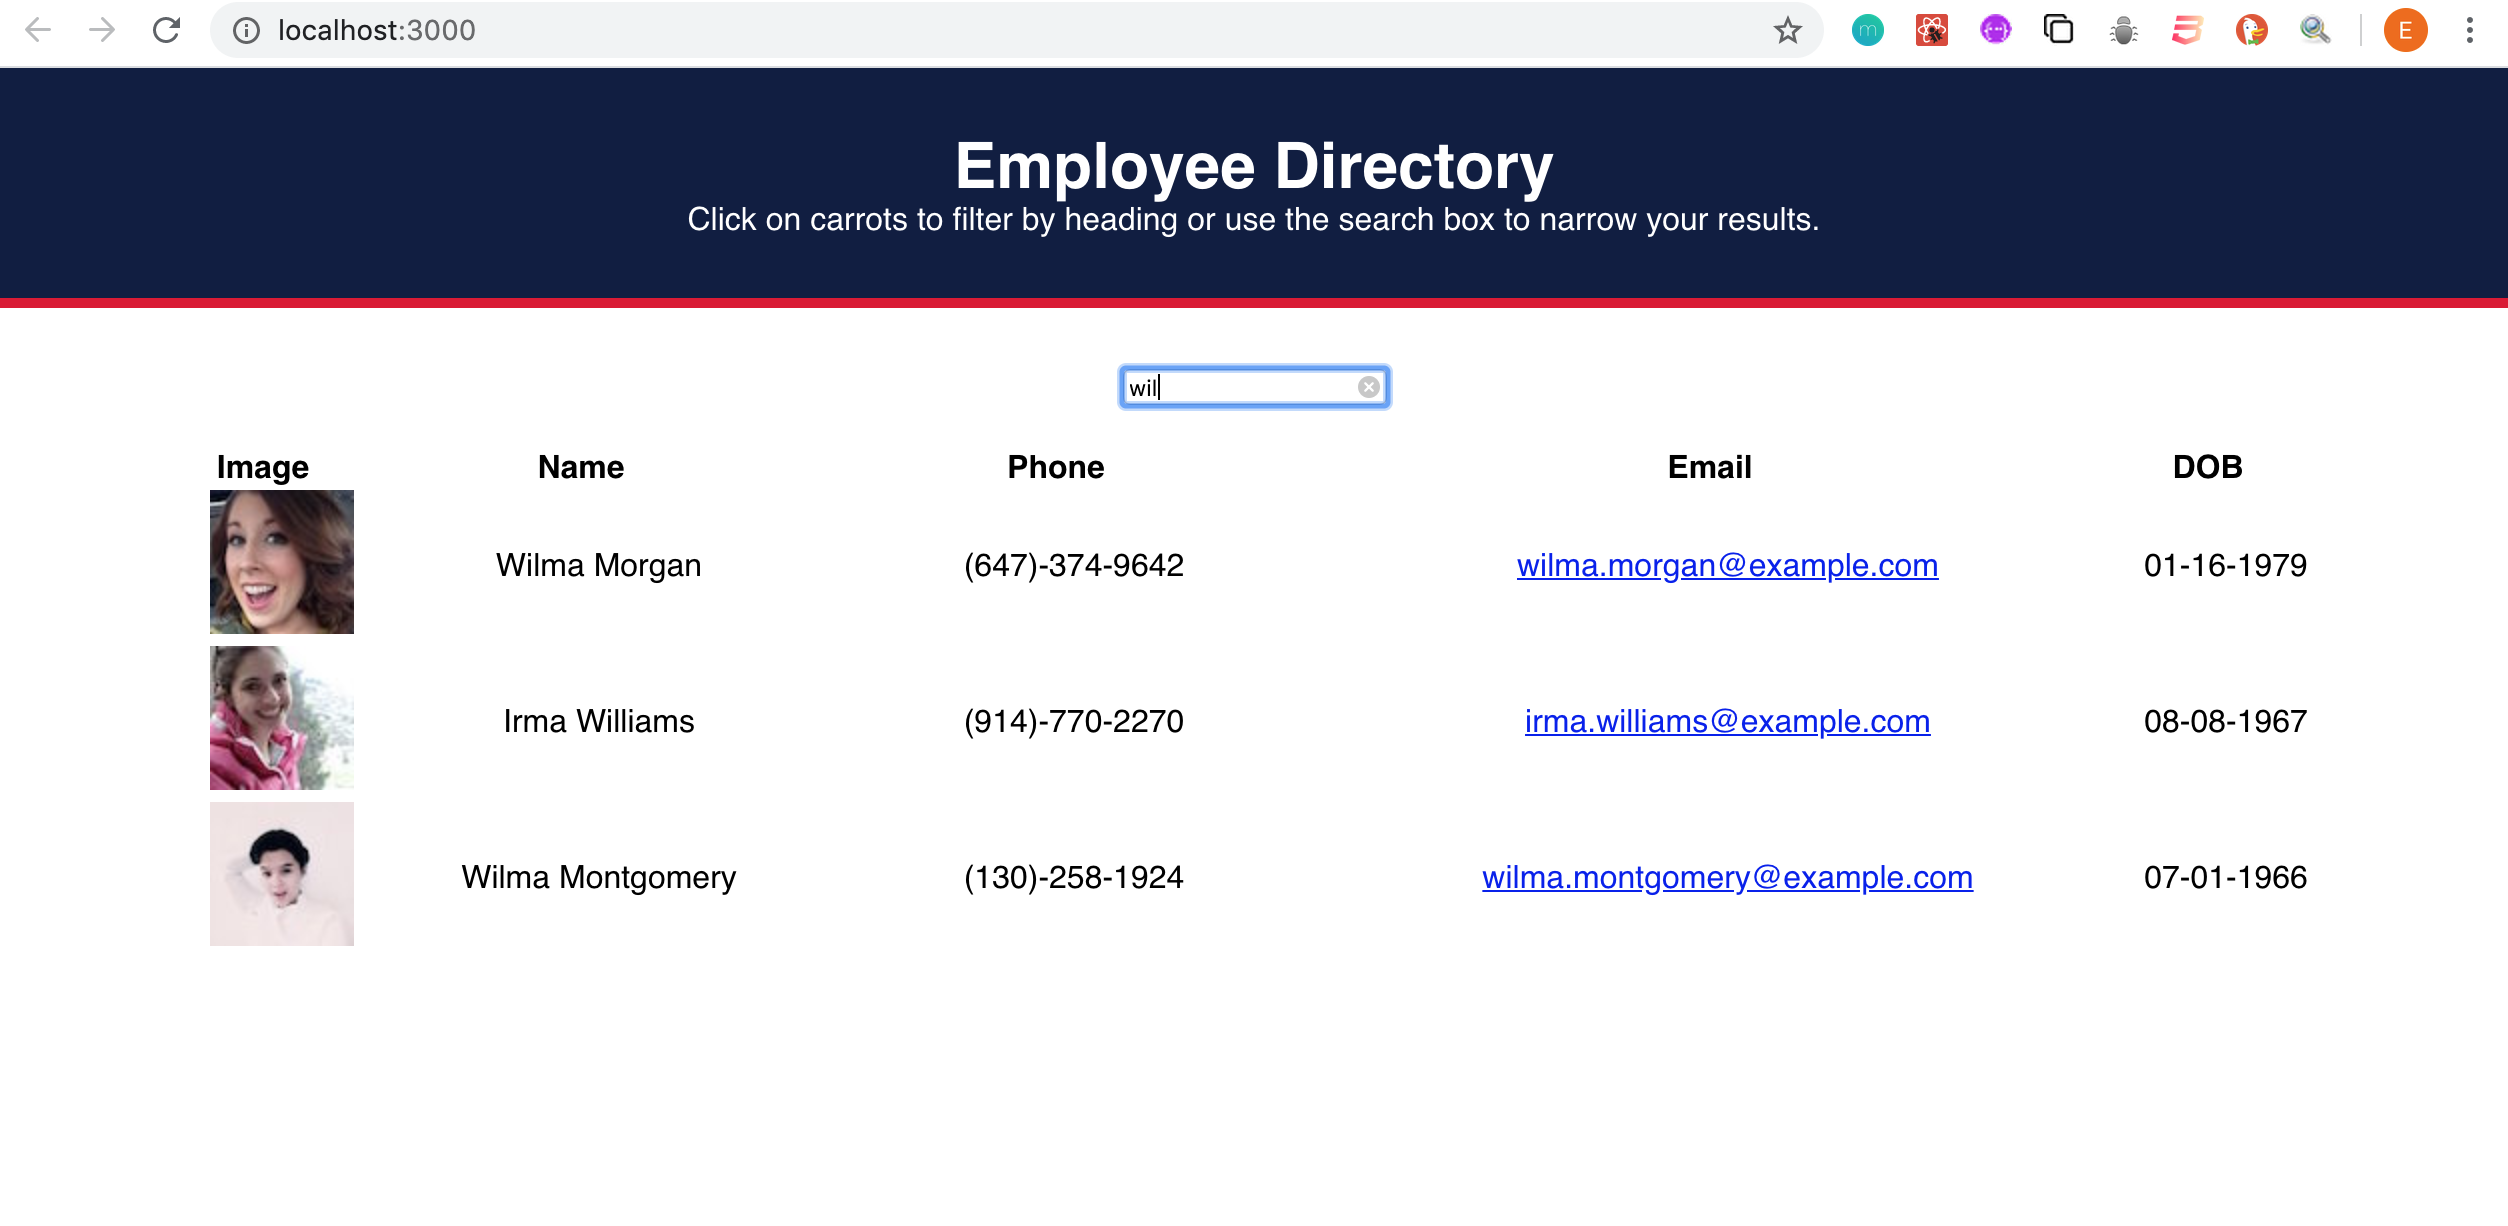 localhost:3000
m
E
Employee Directory
Click on carrots to filter by heading or use the search box to narrow your results.
wil
Image Name Phone Email DOB
Wilma Morgan (647)-374-9642 wilma.morgan@example.com 01-16-1979
Irma Williams (914)-770-2270 irma.williams@example.com 08-08-1967
Wilma Montgomery (130)-258-1924 wilma.montgomery@example.com 07-01-1966